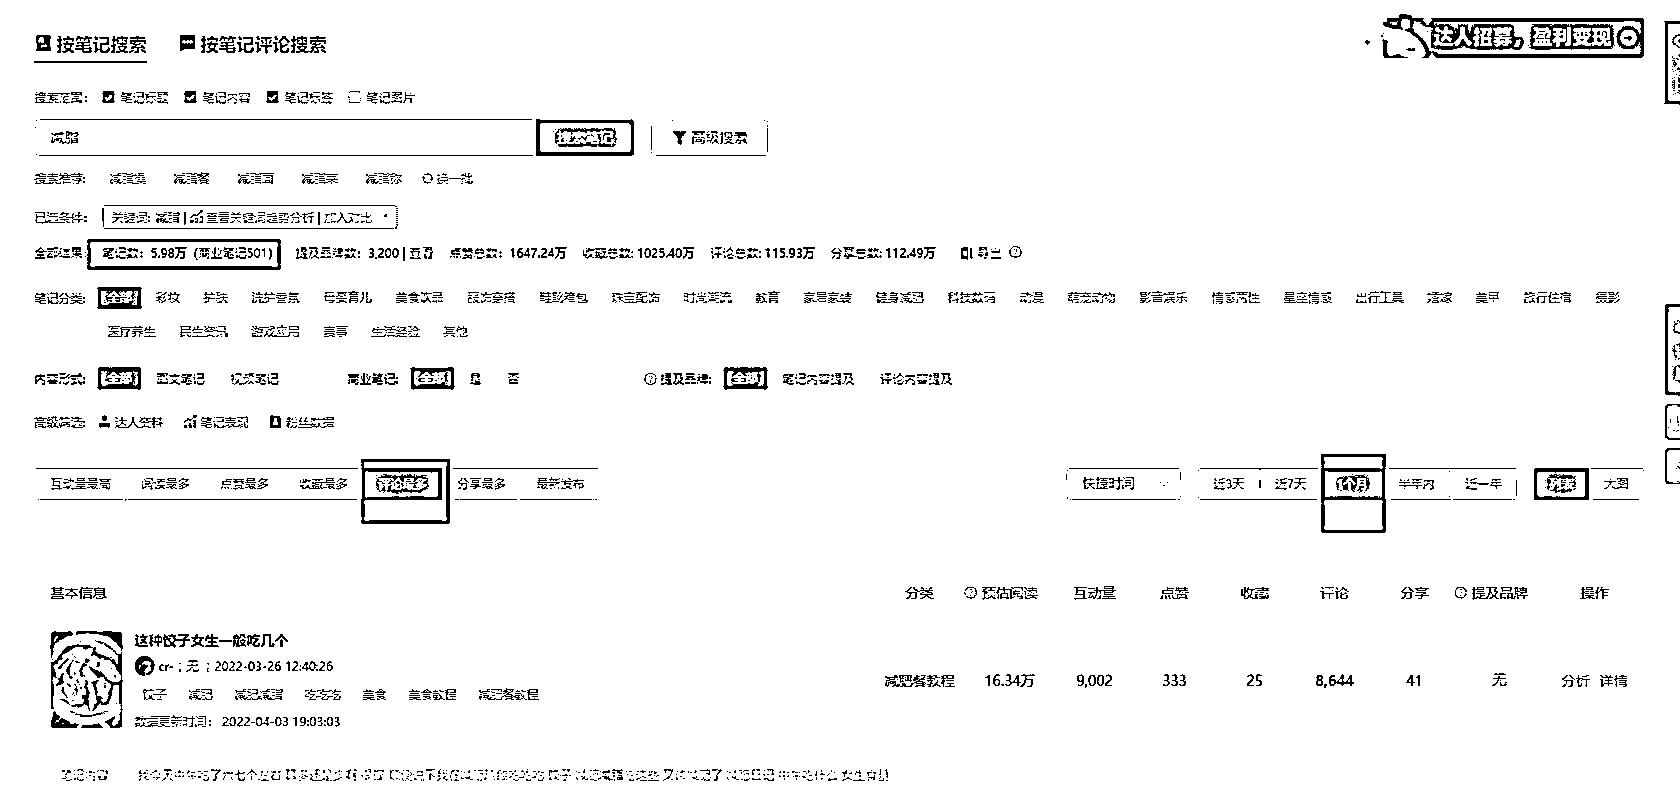 按笔记搜索 按笔记评论搜索
达人招募，盈利变现
搜索范围： 笔记标题 笔记内容 笔记标签 笔记图片
减脂 搜索笔记 高级搜索
搜索推荐: 减脂餐 减脂菜 换一批
已选条件: 关键词: 减脂 | 查看关键词趋势分析 | 加入对比
全部结果: 笔记数: 5.98万 (商业笔记501) 提及品牌数: 3,200 | 查看 点赞总数: 1647.24万 收藏总数: 1025.40万 评论总数: 115.93万 分享总数: 112.49万 导出
笔记分类: 全部 彩妆 护肤 洗护香氛 母婴育儿 美食饮品 服饰穿搭 鞋靴箱包 珠宝配饰 时尚潮流 教育 家居家装 健身减肥 科技数码 动漫 萌宠动物 影音娱乐 情感两性 星座情感 出行工具 婚嫁 美甲 旅行住宿 摄影
医疗养生 民生资讯 游戏应用 赛事 生活经验 其他
内容形式: 全部 图文笔记 视频笔记 商业笔记: 全部 是 否 提及品牌: 全部 笔记内容提及 评论内容提及
高级筛选: 达人资料 笔记表现 粉丝数据
互动量最高 阅读最多 点赞最多 收藏最多 评论最多 分享最多 最新发布 快捷时间 近3天 近7天 1个月 半年内 近一年 列表 大图
基本信息 分类 预估阅读 互动量 点赞 收藏 评论 分享 提及品牌 操作
这种饺子女生一般吃几个
cr- ; 无 ; 2022-03-26 12:40:26
饺子 减肥 减肥减脂 吃吃吃 美食 美食教程 减肥餐教程
减肥餐教程 16.34万 9,002 333 25 8,644 41 无 分析 详情
数据更新时间: 2022-04-03 19:03:03
笔记内容 我今天中午吃了六七个左右